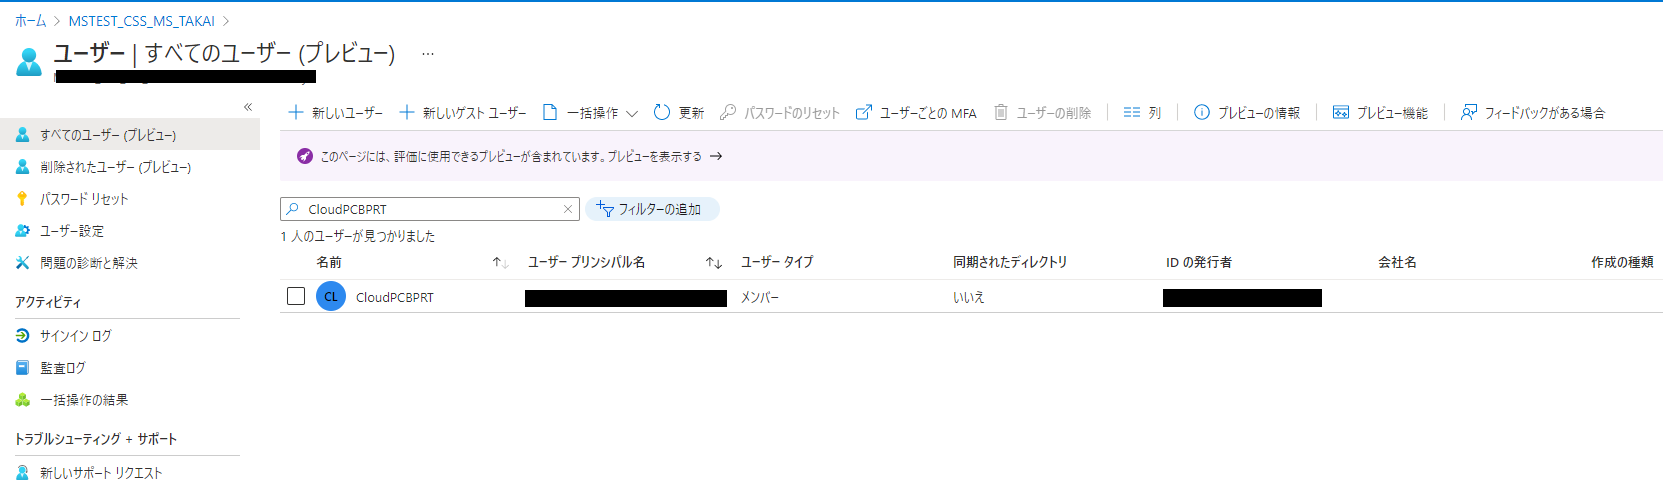 ホーム > MSTEST_CSS_MS_TAKAI >
ユーザー | すべてのユーザー (プレビュー) ...
«
すべてのユーザー (プレビュー)
削除されたユーザー (プレビュー)
パスワード リセット
ユーザー設定
問題の診断と解決
アクティビティ
サインイン ログ
監査ログ
一括操作の結果
トラブルシューティング + サポート
新しいサポート リクエスト
新しいユーザー 新しいゲスト ユーザー 一括操作 更新 パスワードのリセット ユーザーごとの MFA ユーザーの削除 列 プレビューの情報 プレビュー機能 フィードバックがある場合
このページには、評価に使用できるプレビューが含まれています。プレビューを表示する →
CloudPCBPRT フィルターの追加
1 人のユーザーが見つかりました
名前 ↑↓ ユーザー プリンシパル名 ↑↓ ユーザー タイプ 同期されたディレクトリ ID の発行者 会社名 作成の種類
CL CloudPCBPRT メンバー いいえ